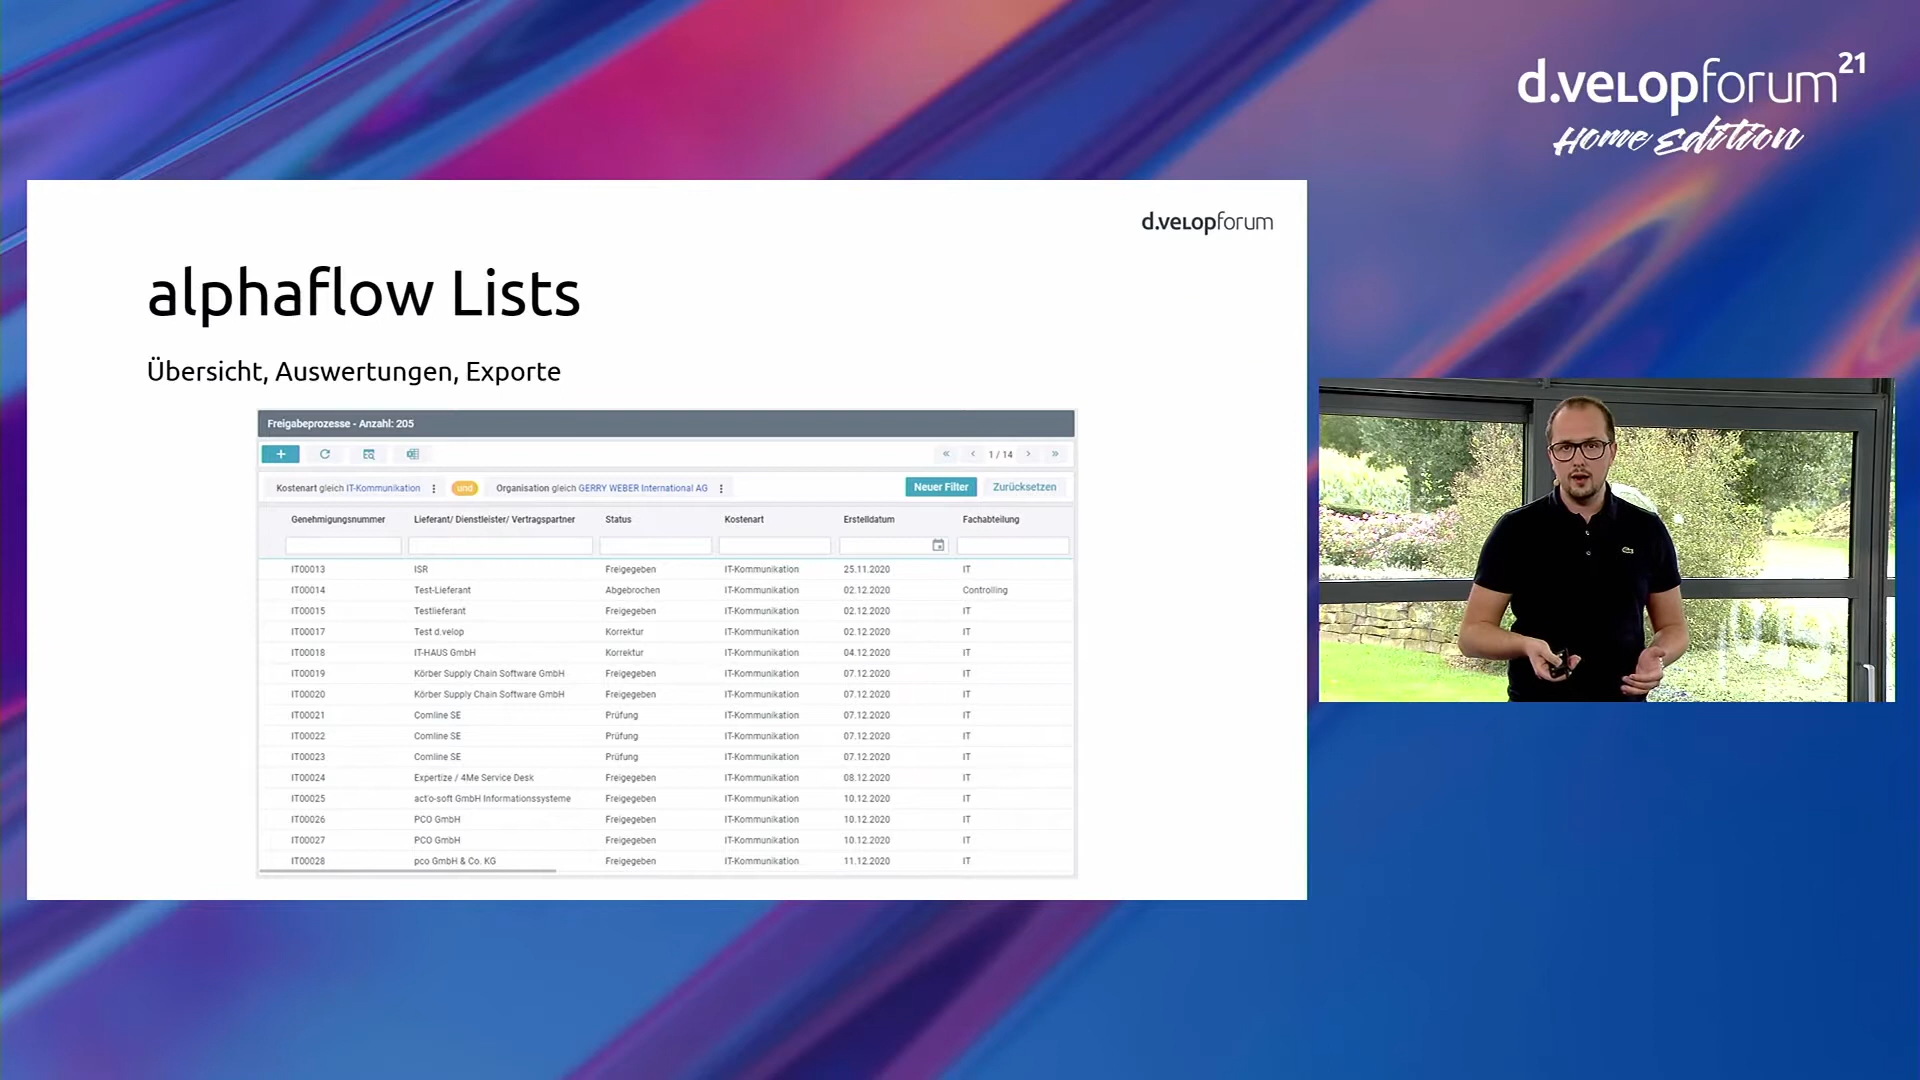 d.velopforum21
Home Edition
d.velopforum
alphaflow Lists
Übersicht, Auswertungen, Exporte
Freigabeprozesse - Anzahl: 205
+ « ‹ 1 / 14 › »
Kostenart gleich IT-Kommunikation und Organisation gleich GERRY WEBER International AG Neuer Filter Zurücksetzen
Genehmigungsnummer Lieferant/ Dienstleister/ Vertragspartner Status Kostenart Erstelldatum Fachabteilung
IT00013 ISR Freigegeben IT-Kommunikation 25.11.2020 IT
IT00014 Test-Lieferant Abgebrochen IT-Kommunikation 02.12.2020 Controlling
IT00015 Testlieferant Freigegeben IT-Kommunikation 02.12.2020 IT
IT00017 Test d.velop Korrektur IT-Kommunikation 02.12.2020 IT
IT00018 IT-HAUS GmbH Korrektur IT-Kommunikation 04.12.2020 IT
IT00019 Körber Supply Chain Software GmbH Freigegeben IT-Kommunikation 07.12.2020 IT
IT00020 Körber Supply Chain Software GmbH Freigegeben IT-Kommunikation 07.12.2020 IT
IT00021 Comline SE Prüfung IT-Kommunikation 07.12.2020 IT
IT00022 Comline SE Prüfung IT-Kommunikation 07.12.2020 IT
IT00023 Comline SE Prüfung IT-Kommunikation 07.12.2020 IT
IT00024 Expertize / 4Me Service Desk Freigegeben IT-Kommunikation 08.12.2020 IT
IT00025 act'o-soft GmbH Informationssysteme Freigegeben IT-Kommunikation 10.12.2020 IT
IT00026 PCO GmbH Freigegeben IT-Kommunikation 10.12.2020 IT
IT00027 PCO GmbH Freigegeben IT-Kommunikation 10.12.2020 IT
IT00028 pco GmbH & Co. KG Freigegeben IT-Kommunikation 11.12.2020 IT